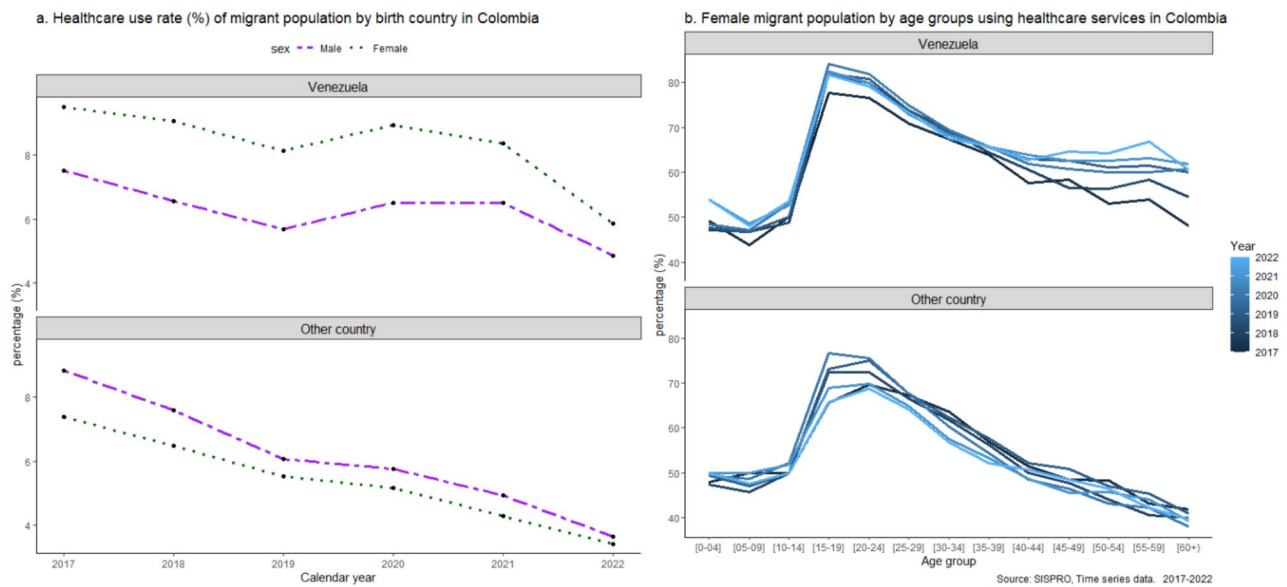 a. Healthcare use rate (%) of migrant population by birth country in Colombia
sex Male Female
Venezuela
8
6
4
Other country
8
6
4
percentage (%)
2017 2018 2019 2020 2021 2022
Calendar year
b. Female migrant population by age groups using healthcare services in Colombia
Venezuela
80
70
60
50
40
Other country
80
70
60
50
40
percentage (%)
[0-04] [05-09] [10-14] [15-19] [20-24] [25-29] [30-34] [35-39] [40-44] [45-49] [50-54] [55-59] [60+)
Age group
Year
2022
2021
2020
2019
2018
2017
Source: SISPRO, Time series data. 2017-2022